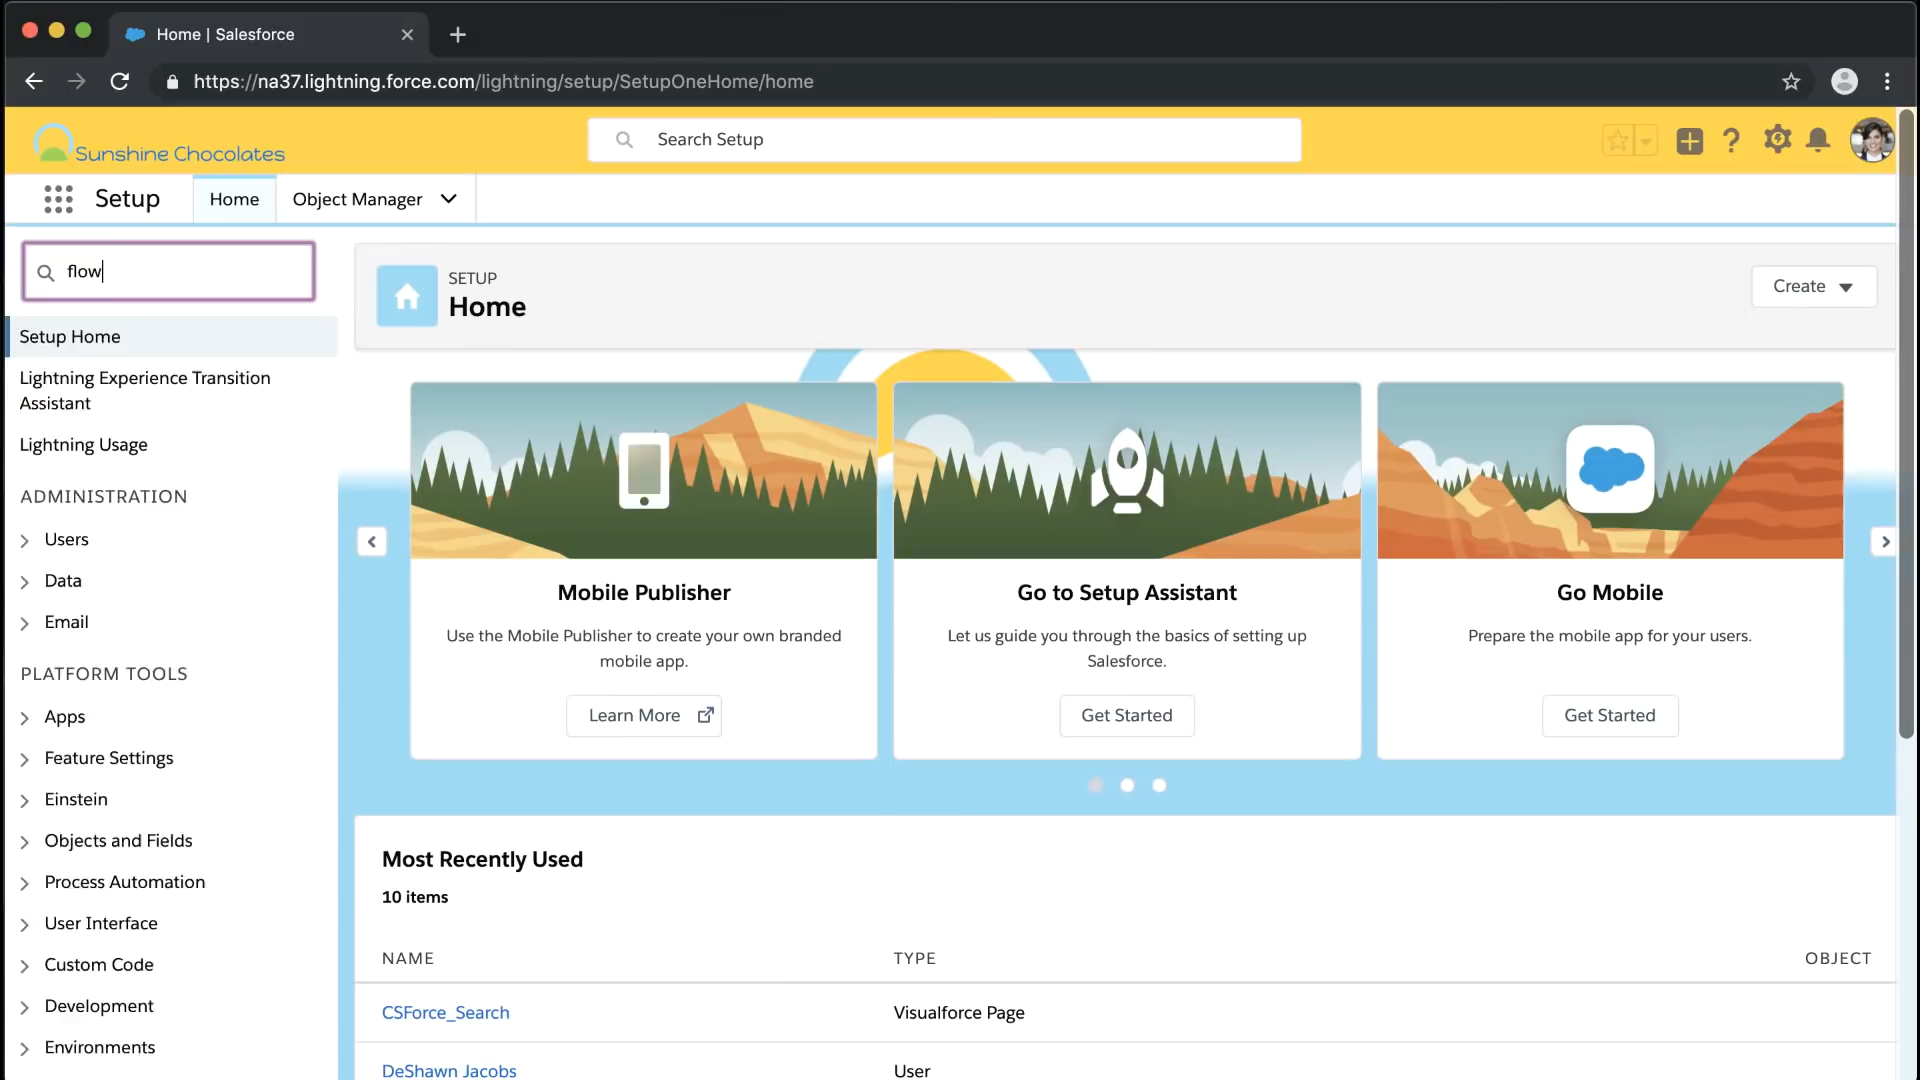 Home | Salesforce
https://na37.lightning.force.com/lightning/setup/SetupOneHome/home
Sunshine Chocolates
Search Setup
Setup
Home
Object Manager
flow
Setup Home
Lightning Experience Transition
Assistant
Lightning Usage
ADMINISTRATION
Users
Data
Email
PLATFORM TOOLS
Apps
Feature Settings
Einstein
Objects and Fields
Process Automation
User Interface
Custom Code
Development
Environments
SETUP
Home
Create
Mobile Publisher
Use the Mobile Publisher to create your own branded
mobile app.
Learn More
Go to Setup Assistant
Let us guide you through the basics of setting up
Salesforce.
Get Started
Go Mobile
Prepare the mobile app for your users.
Get Started
Most Recently Used
10 items
NAME TYPE OBJECT
CSForce_Search Visualforce Page
DeShawn Jacobs User